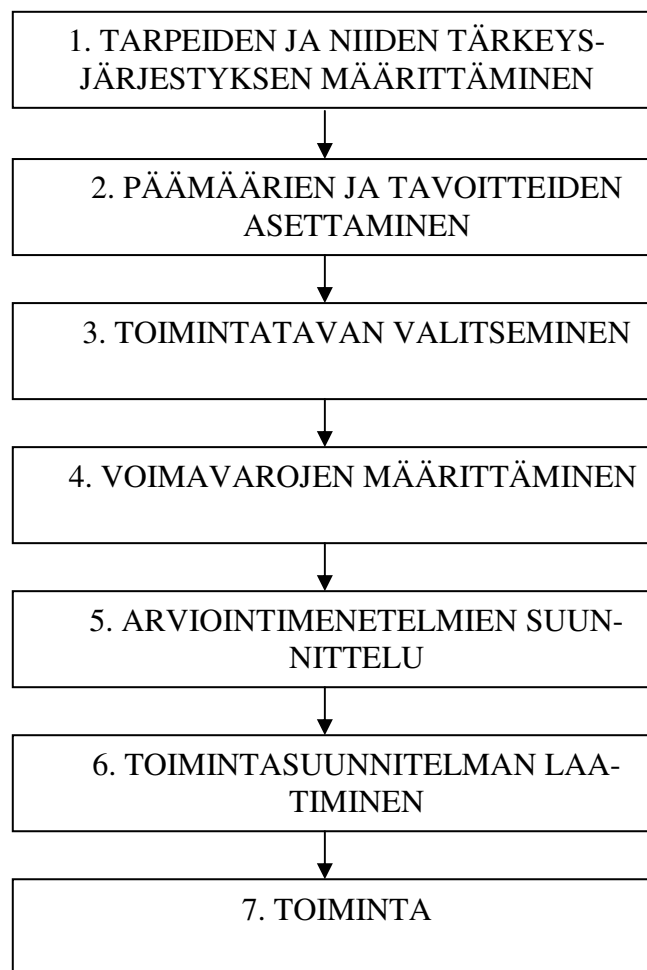 1. TARPEIDEN JA NIIDEN TÄRKEYS-
JÄRJESTYKSEN MÄÄRITTÄMINEN
2. PÄÄMÄÄRIEN JA TAVOITTEIDEN
ASETTAMINEN
3. TOIMINTATAVAN VALITSEMINEN
4. VOIMAVAROJEN MÄÄRITTÄMINEN
5. ARVIOINTIMENETELMIEN SUUN-
NITTELU
6. TOIMINTASUUNNITELMAN LAA-
TIMINEN
7. TOIMINTA